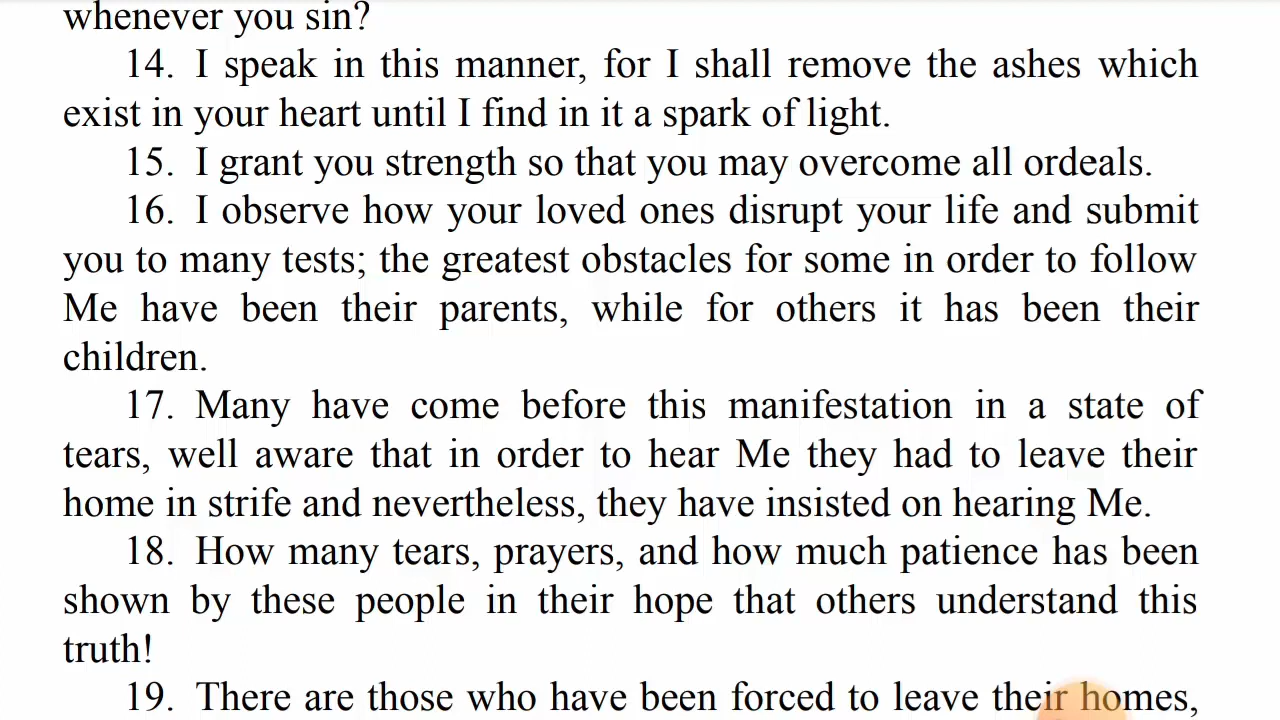 whenever you sin?
14. I speak in this manner, for I shall remove the ashes which
exist in your heart until I find in it a spark of light.
15. I grant you strength so that you may overcome all ordeals.
16. I observe how your loved ones disrupt your life and submit
you to many tests; the greatest obstacles for some in order to follow
Me have been their parents, while for others it has been their
children.
17. Many have come before this manifestation in a state of
tears, well aware that in order to hear Me they had to leave their
home in strife and nevertheless, they have insisted on hearing Me.
18. How many tears, prayers, and how much patience has been
shown by these people in their hope that others understand this
truth!
19. There are those who have been forced to leave their homes,